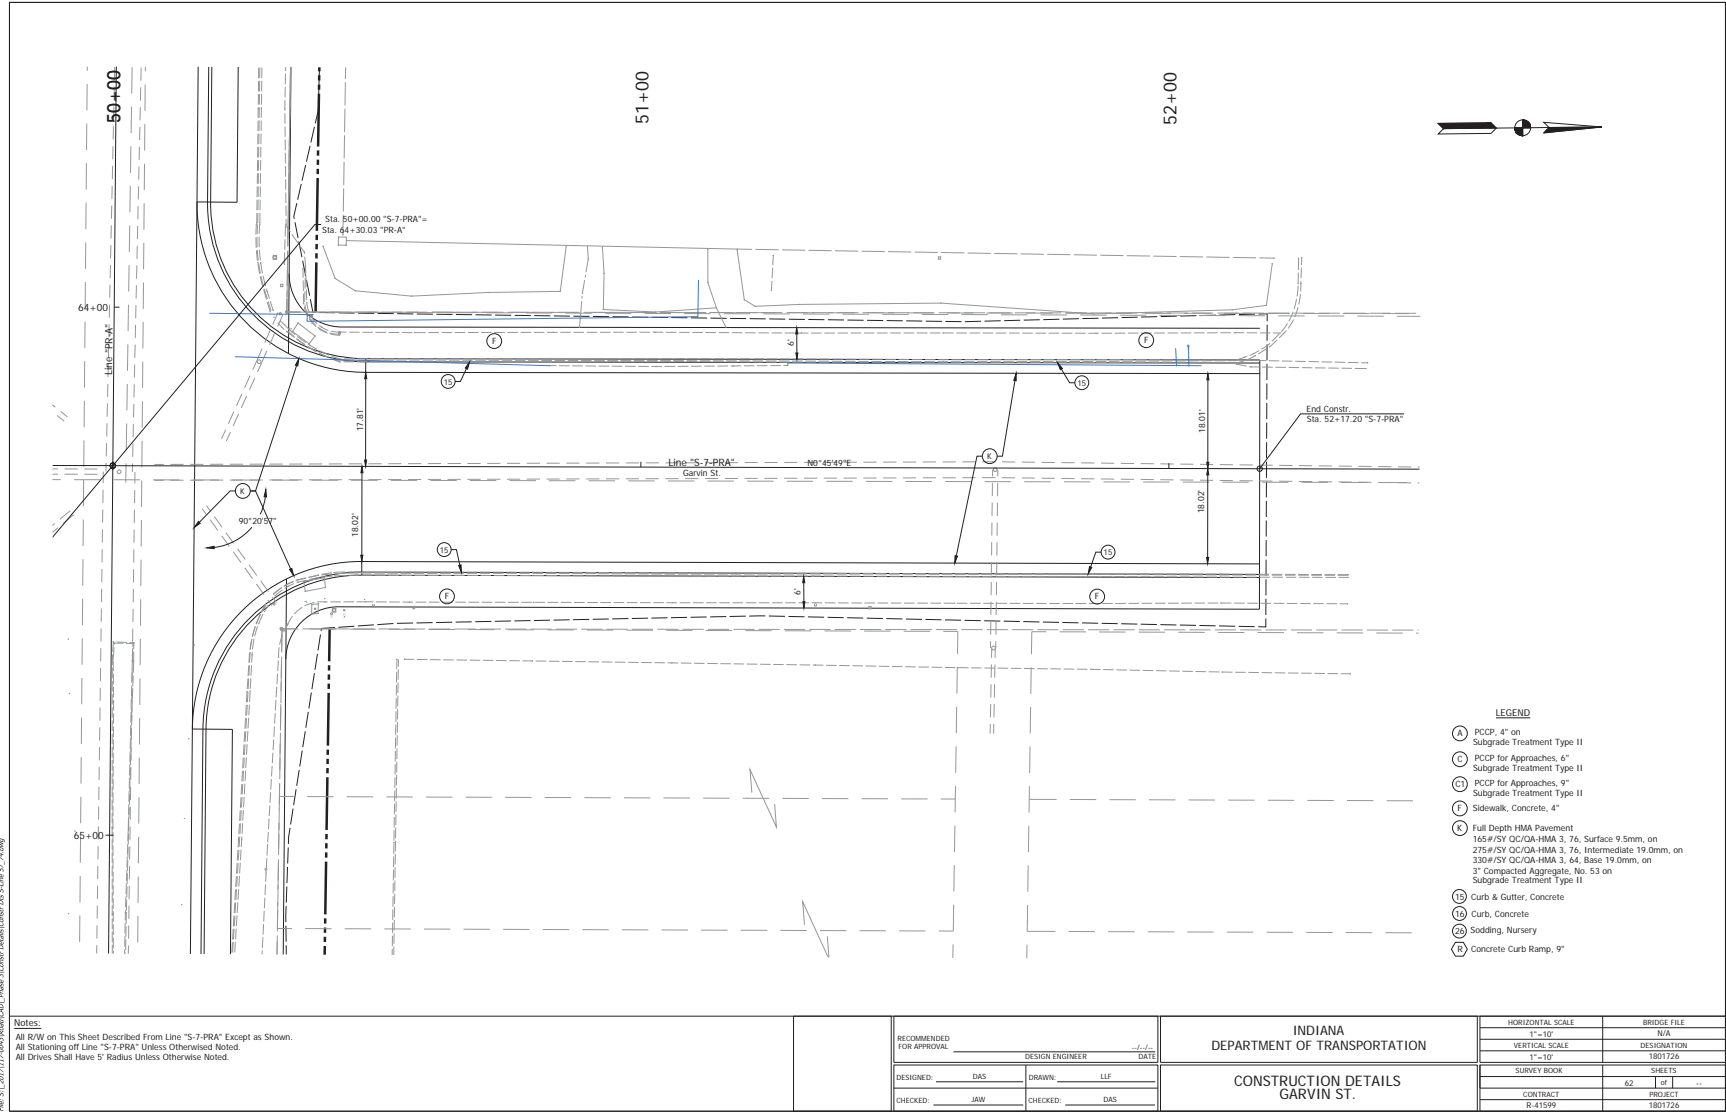 50+00
51+00
52+00
Sta. 50+00.00 "S-7-PRA"=
Sta. 64+30.03 "PR-A"
64+00
Line "PR-A"
F
F
6'
15
15
17.81'
18.01'
End Constr.
Sta. 52+17.20 "S-7-PRA"
K
Line "S-7-PRA"
Garvin St.
N0°45'49"E
K
90°20'57"
18.02'
18.02'
15
15
F
F
6'
65+00
LEGEND
A PCCP, 4" on
Subgrade Treatment Type II
C PCCP for Approaches, 6"
Subgrade Treatment Type II
C1 PCCP for Approaches, 9"
Subgrade Treatment Type II
F Sidewalk, Concrete, 4"
K Full Depth HMA Pavement
165#/SY QC/QA-HMA 3, 76, Surface 9.5mm, on
275#/SY QC/QA-HMA 3, 76, Intermediate 19.0mm, on
330#/SY QC/QA-HMA 3, 64, Base 19.0mm, on
3" Compacted Aggregate, No. 53 on
Subgrade Treatment Type II
15 Curb & Gutter, Concrete
16 Curb, Concrete
26 Sodding, Nursery
R Concrete Curb Ramp, 9"
Notes:
All R/W on This Sheet Described From Line "S-7-PRA" Except as Shown.
All Stationing off Line "S-7-PRA" Unless Otherwised Noted.
All Drives Shall Have 5' Radius Unless Otherwise Noted.
RECOMMENDED
FOR APPROVAL
--/--/--
DESIGN ENGINEER DATE
DESIGNED: DAS DRAWN: LLF
CHECKED: JAW CHECKED: DAS
INDIANA
DEPARTMENT OF TRANSPORTATION
CONSTRUCTION DETAILS
GARVIN ST.
HORIZONTAL SCALE BRIDGE FILE
1"=10' N/A
VERTICAL SCALE DESIGNATION
1"=10' 1801726
SURVEY BOOK SHEETS
62 of --
CONTRACT PROJECT
R-41599 1801726